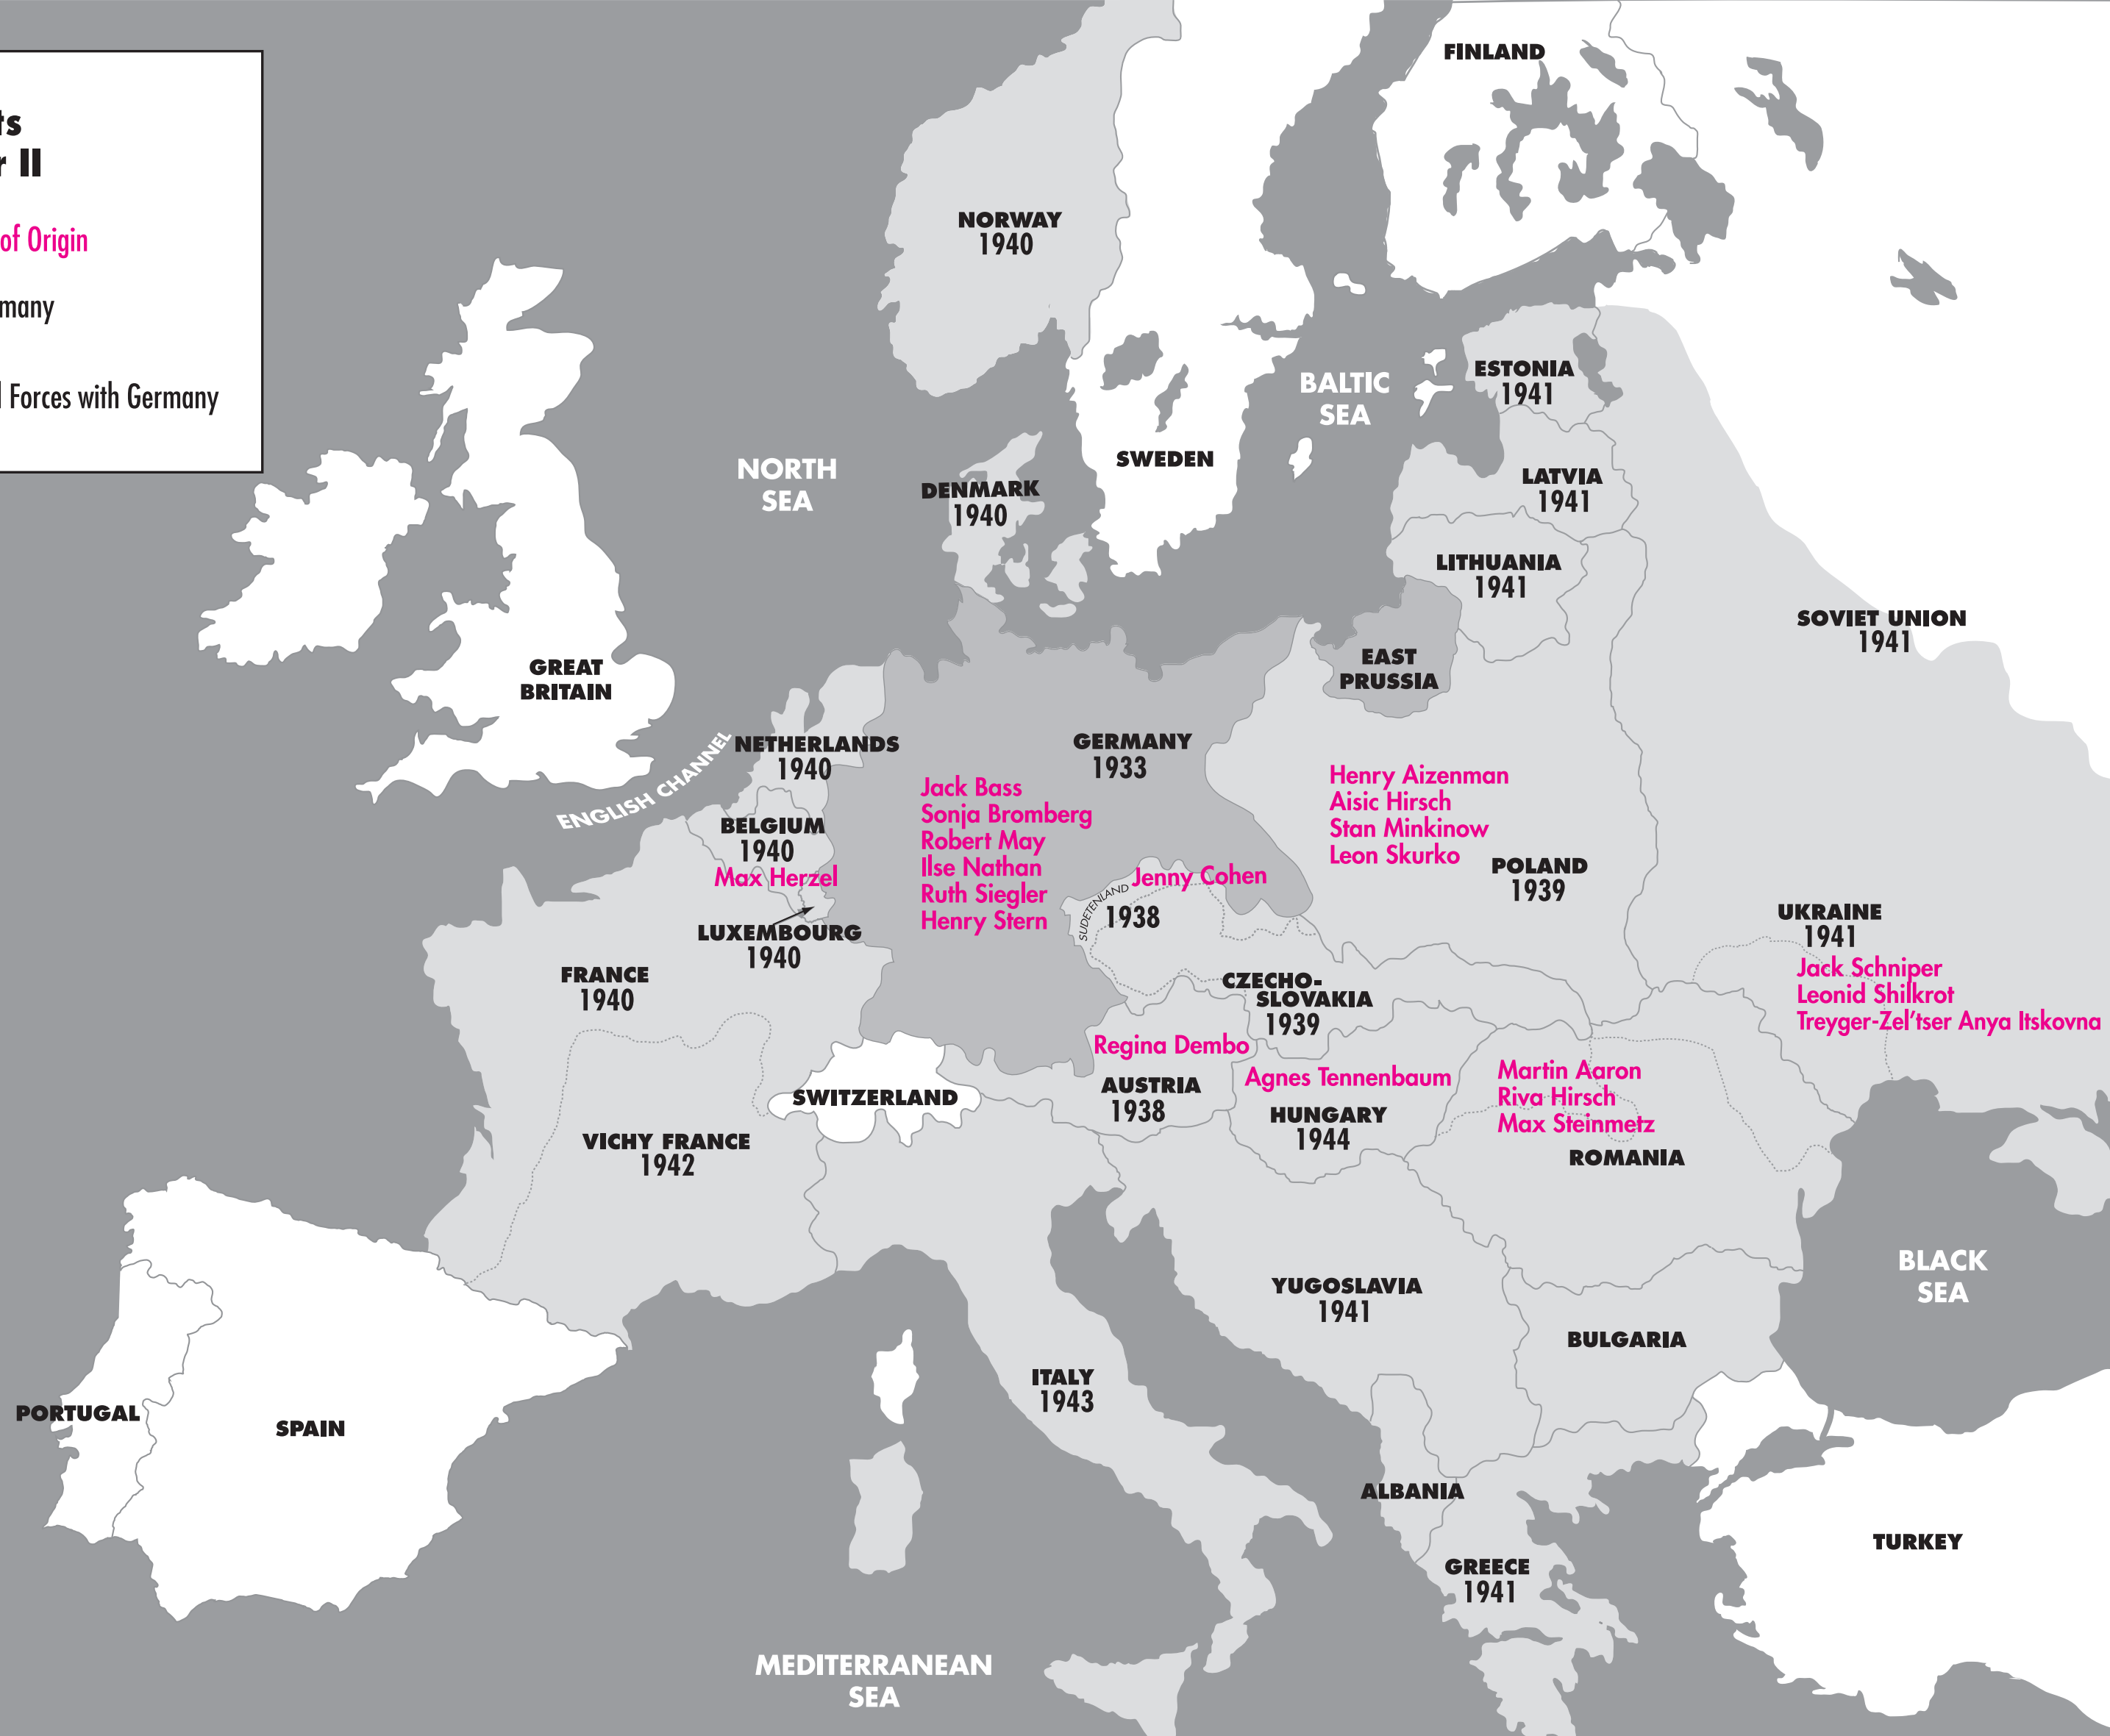 ts
r II
of Origin
many
l Forces with Germany
FINLAND
NORWAY
1940
ESTONIA
1941
BALTIC
SEA
SWEDEN
NORTH
SEA
DENMARK
1940
LATVIA
1941
LITHUANIA
1941
SOVIET UNION
1941
GREAT
BRITAIN
EAST
PRUSSIA
ENGLISH CHANNEL
NETHERLANDS
1940
GERMANY
1933
Jack Bass
Sonja Bromberg
Robert May
Ilse Nathan
Ruth Siegler
Henry Stern
Henry Aizenman
Aisic Hirsch
Stan Minkinow
Leon Skurko
POLAND
1939
BELGIUM
1940
Max Herzel
LUXEMBOURG
1940
SUDETENLAND
Jenny Cohen
1938
UKRAINE
1941
Jack Schniper
Leonid Shilkrot
Treyger-Zel'tser Anya Itskovna
FRANCE
1940
CZECHO-
SLOVAKIA
1939
Regina Dembo
AUSTRIA
1938
Agnes Tennenbaum
HUNGARY
1944
Martin Aaron
Riva Hirsch
Max Steinmetz
ROMANIA
SWITZERLAND
VICHY FRANCE
1942
BLACK
SEA
YUGOSLAVIA
1941
BULGARIA
ITALY
1943
PORTUGAL
SPAIN
ALBANIA
GREECE
1941
TURKEY
MEDITERRANEAN
SEA